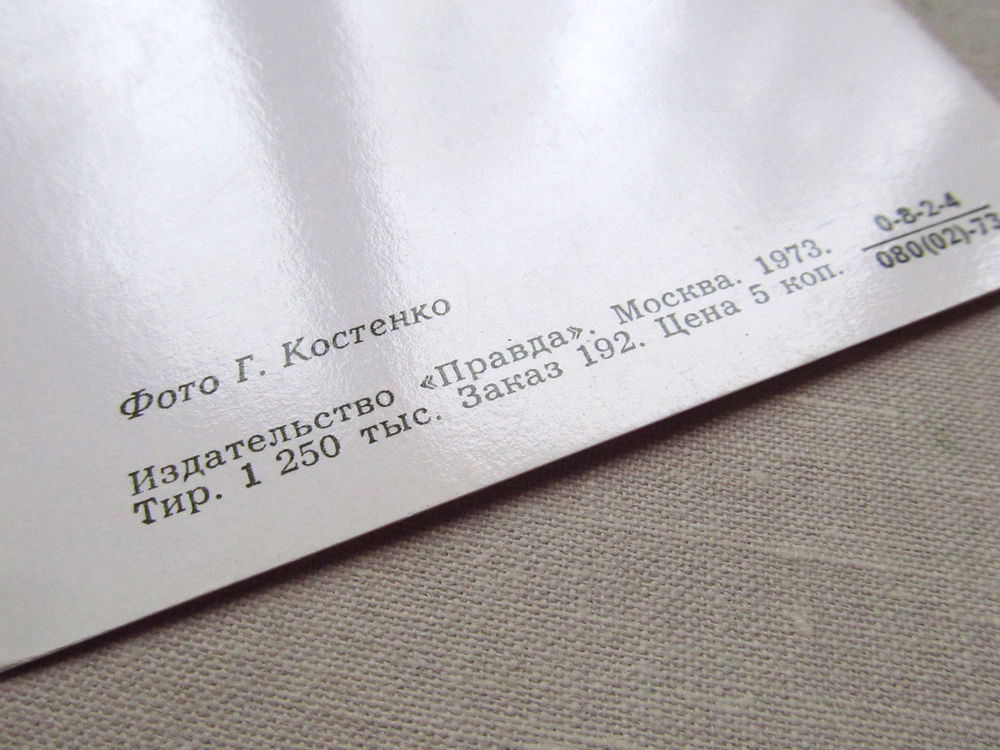 Фото Г. Костенко
Издательство «Правда». Москва. 1973.
Тир. 1 250 тыс. Заказ 192. Цена 5 коп.
0-8-2-4
080(02)-73